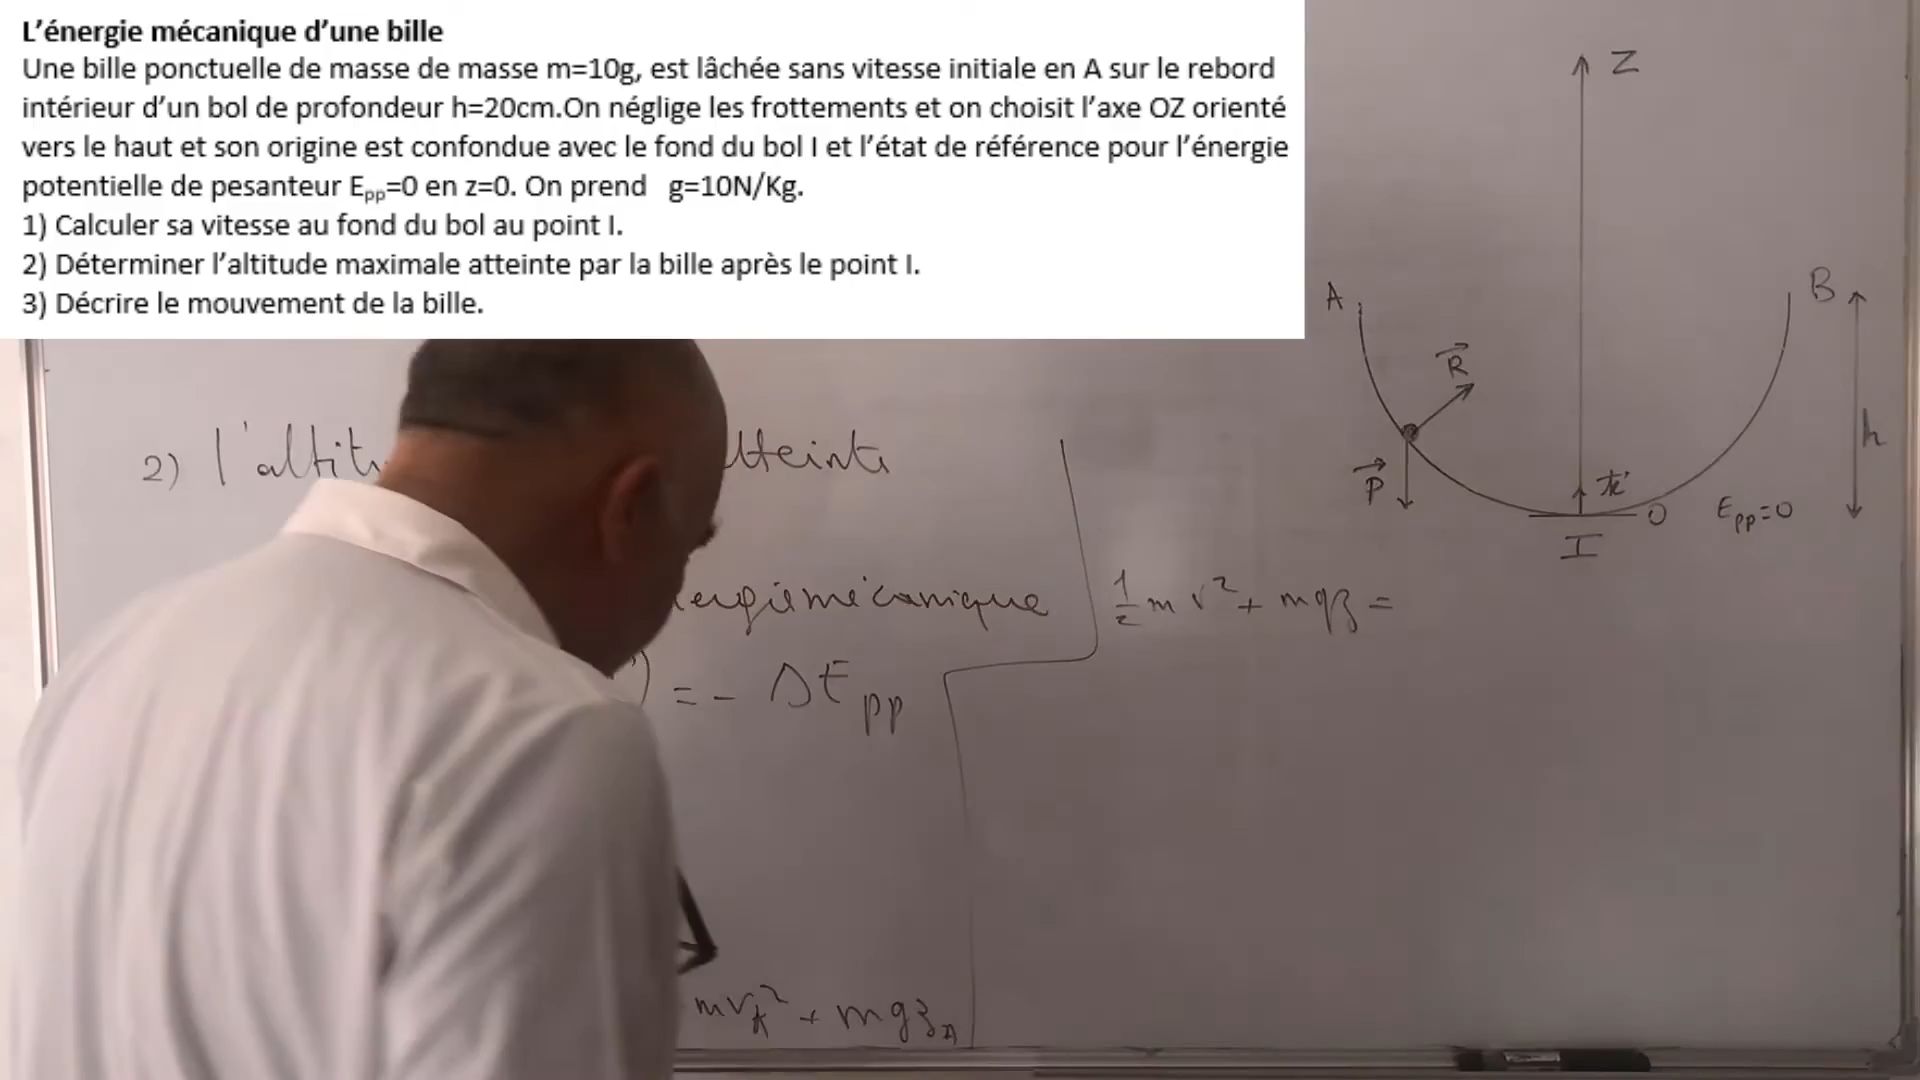 L’énergie mécanique d’une bille
Une bille ponctuelle de masse de masse m=10g, est lâchée sans vitesse initiale en A sur le rebord
intérieur d’un bol de profondeur h=20cm.On néglige les frottements et on choisit l’axe OZ orienté
vers le haut et son origine est confondue avec le fond du bol I et l’état de référence pour l’énergie
potentielle de pesanteur Epp=0 en z=0. On prend g=10N/Kg.
1) Calculer sa vitesse au fond du bol au point I.
2) Déterminer l’altitude maximale atteinte par la bille après le point I.
3) Décrire le mouvement de la bille.
Z
A
B
R
P
k
h
O
Epp=0
I
2) l'altit
mécanique
1/2 m v² + mgz =
= - ΔEpp
mvA² + mgzA